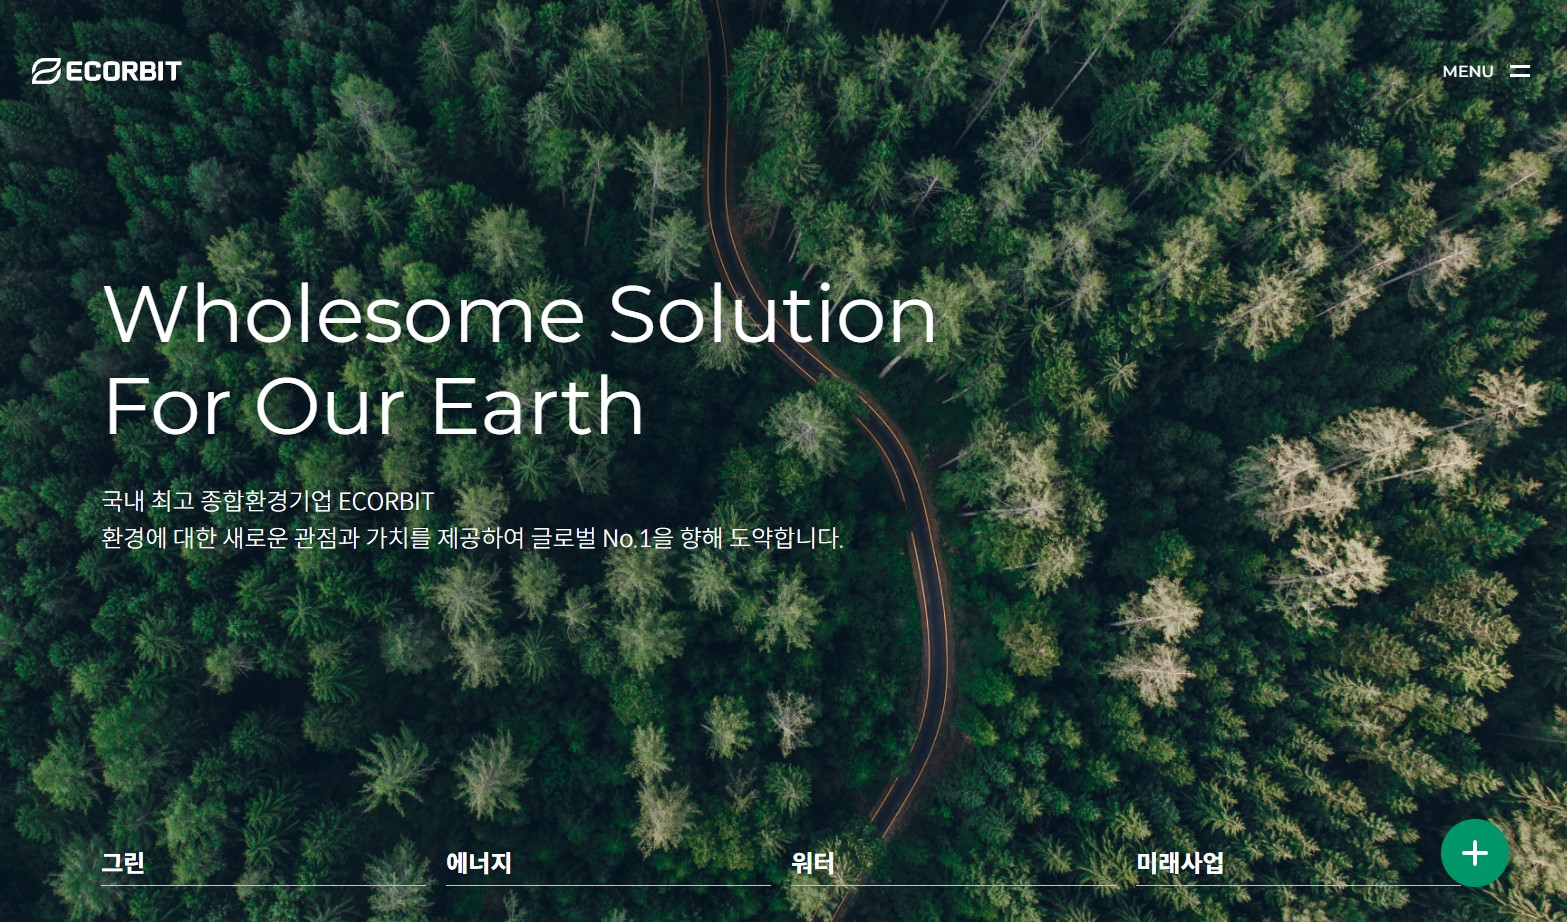 ECORBIT
MENU
Wholesome Solution
For Our Earth
국내 최고 종합환경기업 ECORBIT
환경에 대한 새로운 관점과 가치를 제공하여 글로벌 No.1을 향해 도약합니다.
그린
에너지
워터
미래사업